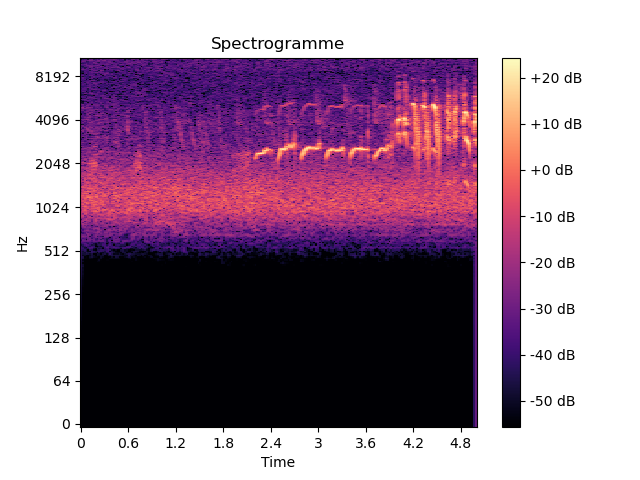 Spectrogramme
8192
4096
2048
1024
512
256
128
64
0
Hz
0 0.6 1.2 1.8 2.4 3 3.6 4.2 4.8
Time
+20 dB
+10 dB
+0 dB
-10 dB
-20 dB
-30 dB
-40 dB
-50 dB